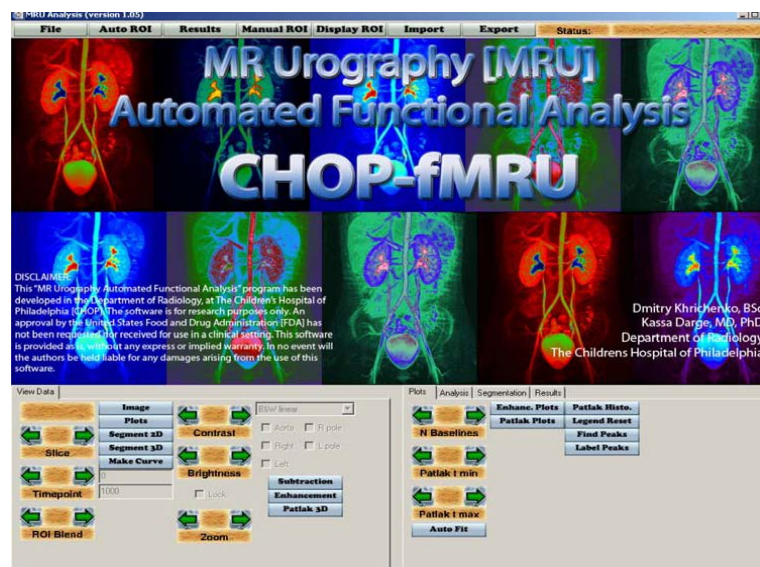 MRU Analysis (version 1.05)
File Auto ROI Results Manual ROI Display ROI Import Export Status:
MR Urography [MRU]
Automated Functional Analysis
CHOP-fMRU
DISCLAIMER:
This "MR Urography Automated Functional Analysis" program has been
developed in the Department of Radiology, at The Children's Hospital of
Philadelphia [CHOP]. The software is for research purposes only. An
approval by the United States Food and Drug Administration [FDA] has
not been requested nor received for use in a clinical setting. This software
is provided as is, without any express or implied warranty. In no event will
the authors be held liable for any damages arising from the use of this
software.
Dmitry Khrichenko, BSc
Kassa Darge, MD, PhD
Department of Radiology
The Childrens Hospital of Philadelphia
View Data
Image
Plots
Segment 2D
Segment 3D
Make Curve
Slice
0
Timepoint
1000
ROI Blend
Contrast
Brightness
Lock
Zoom
B&W linear
Aorta R pole
Right L pole
Left
Subtraction
Enhancement
Patlak 3D
Plots Analysis Segmentation Results
N Baselines
Patlak t min
Patlak t max
Auto Fit
Enhanc. Plots Patlak Histo.
Patlak Plots Legend Reset
Find Peaks
Label Peaks